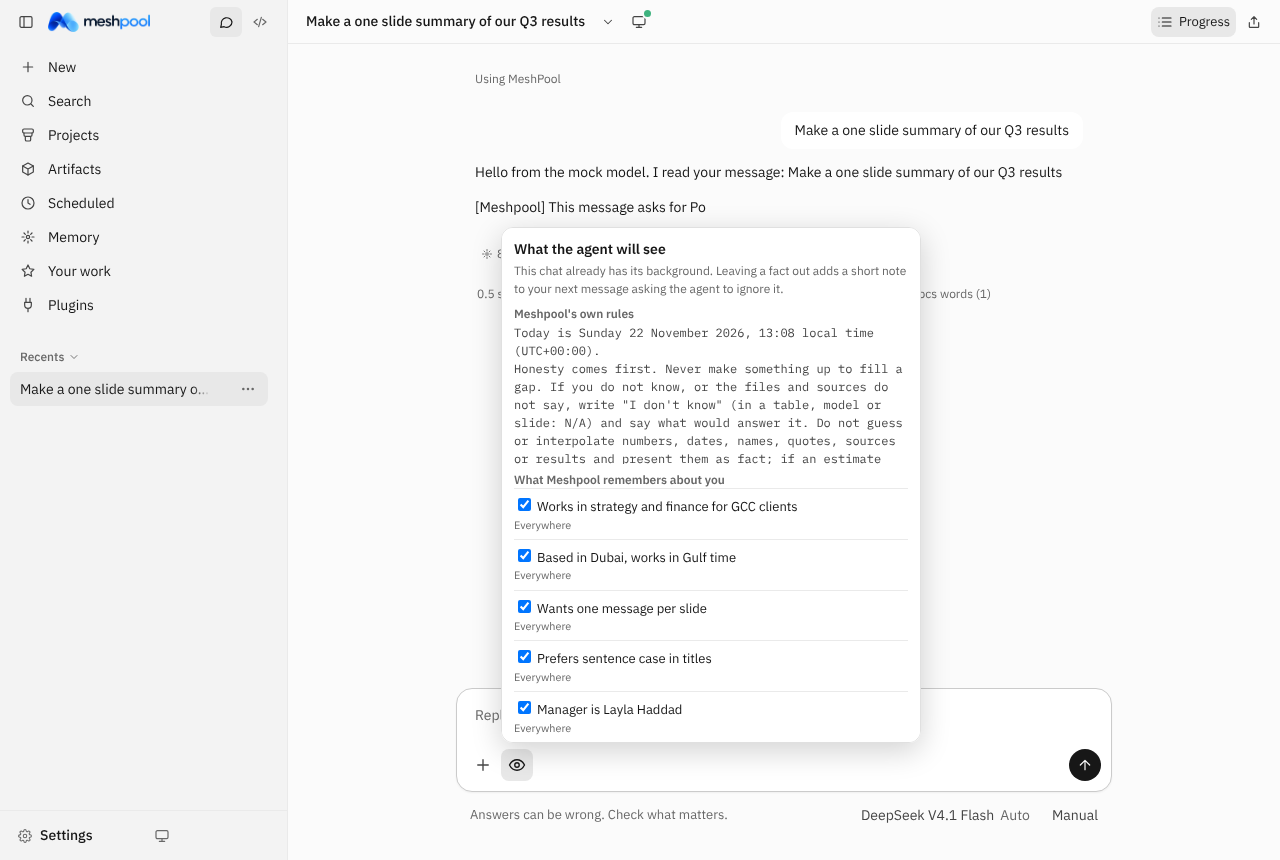 meshpool
New
Search
Projects
Artifacts
Scheduled
Memory
Your work
Plugins
Recents
Make a one slide summary o...
Settings
Make a one slide summary of our Q3 results
Progress
Using MeshPool
Make a one slide summary of our Q3 results
Hello from the mock model. I read your message: Make a one slide summary of our Q3 results
[Meshpool] This message asks for Po
0.5
words (1)
What the agent will see
This chat already has its background. Leaving a fact out adds a short note
to your next message asking the agent to ignore it.
Meshpool's own rules
Today is Sunday 22 November 2026, 13:08 local time
(UTC+00:00).
Honesty comes first. Never make something up to fill a
gap. If you do not know, or the files and sources do
not say, write "I don't know" (in a table, model or
slide: N/A) and say what would answer it. Do not guess
or interpolate numbers, dates, names, quotes, sources
or results and present them as fact; if an estimate
What Meshpool remembers about you
Works in strategy and finance for GCC clients
Everywhere
Based in Dubai, works in Gulf time
Everywhere
Wants one message per slide
Everywhere
Prefers sentence case in titles
Everywhere
Manager is Layla Haddad
Everywhere
Answers can be wrong. Check what matters.
DeepSeek V4.1 Flash Auto
Manual